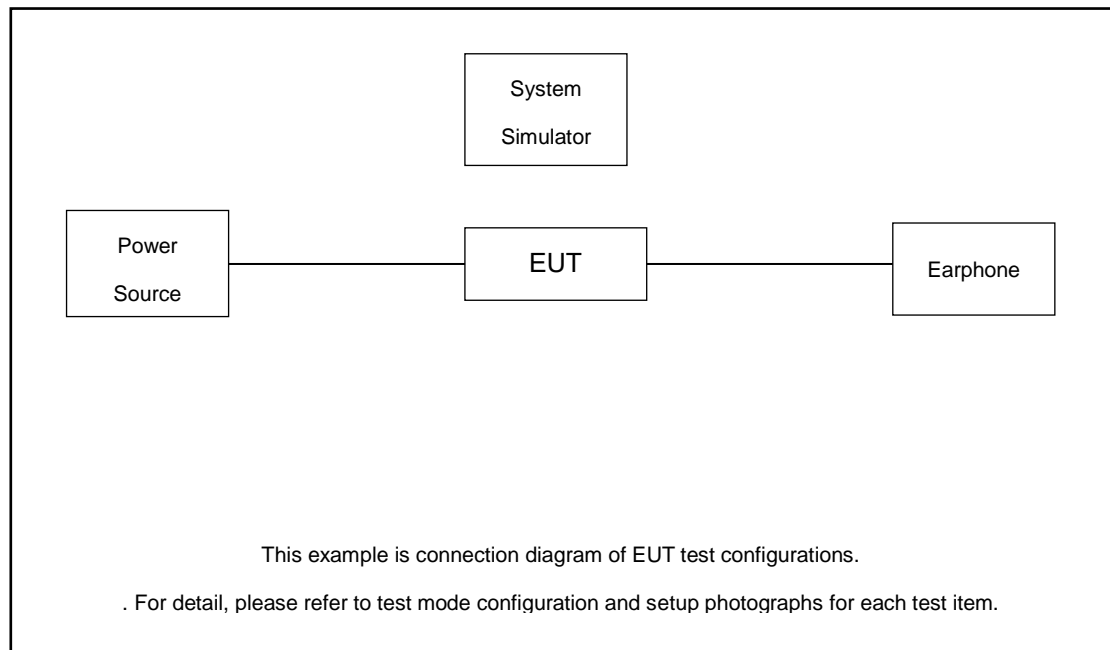 System
Simulator
Power
Source
EUT
Earphone
This example is connection diagram of EUT test configurations.
. For detail, please refer to test mode configuration and setup photographs for each test item.